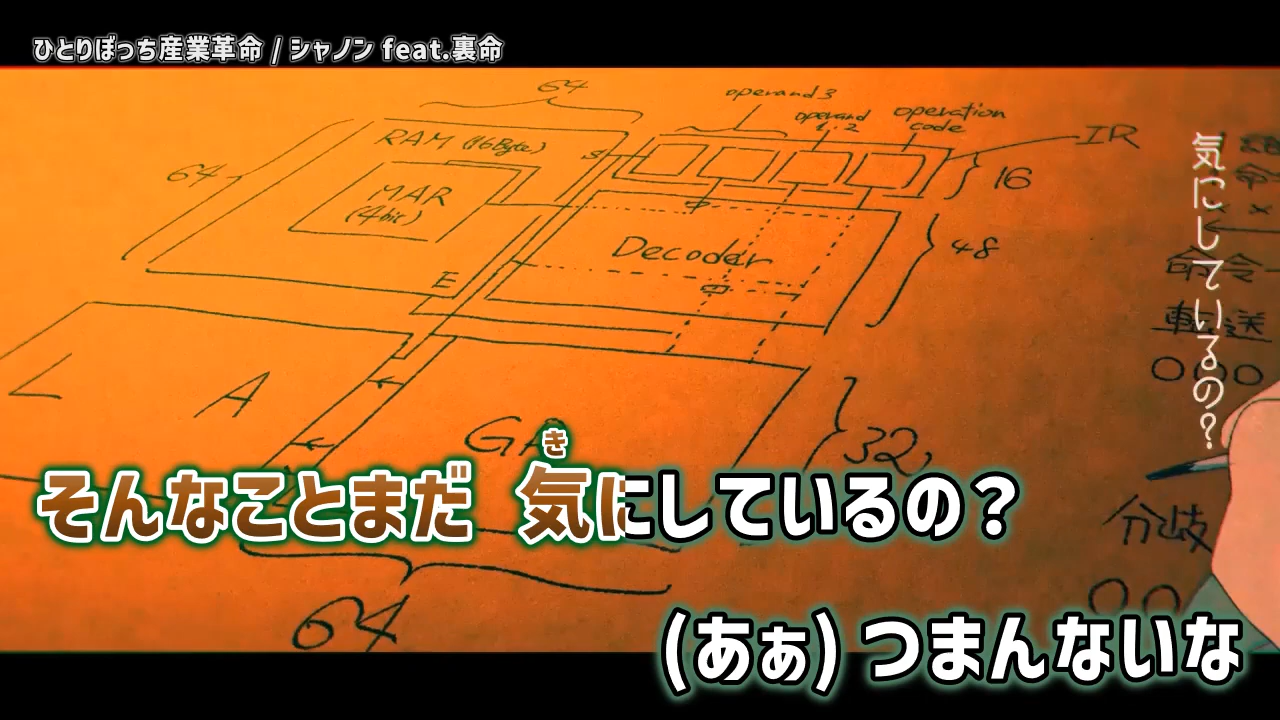 ひとりぼっち産業革命 / シャノン feat.裏命
64
operand3
operand 1.2
operation code
IR
RAM (16Byte)
S
64
16
MAR
(4bit)
Decoder
48
E
気にしているの?
命令
転送
○○○
L A
32
き
そんなことまだ 気にしているの?
分岐
○○
64
(あぁ) つまんないな